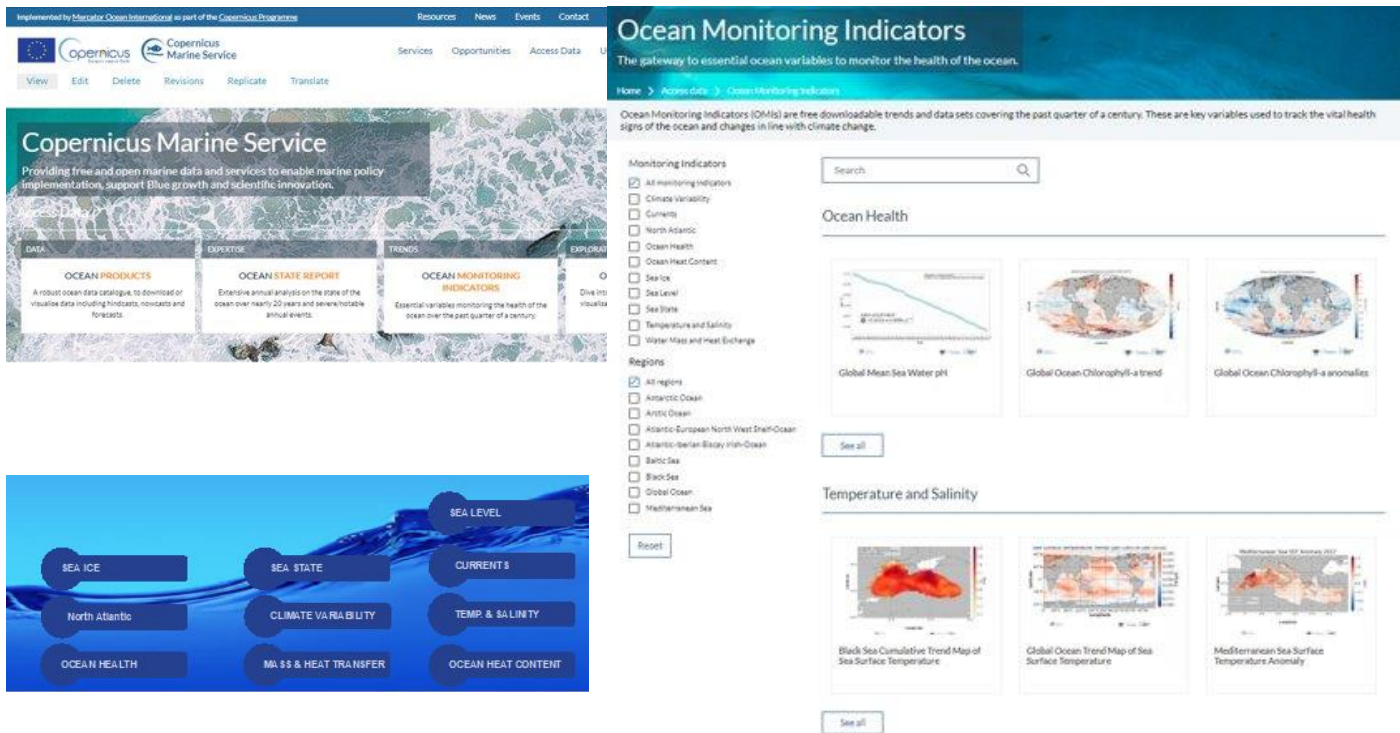 Implemented by Mercator Ocean International as part of the Copernicus Programme
Resources News Events Contact
Copernicus
Copernicus
Marine Service
Services Opportunities Access Data U
View Edit Delete Revisions Replicate Translate
Copernicus Marine Service
Providing free and open marine data and services to enable marine policy
implementation, support Blue growth and scientific innovation.
Access Data
DATA
OCEAN PRODUCTS
A robust ocean data catalogue, to download or
visualise data including hindcasts, nowcasts and
forecasts.
EXPERTISE
OCEAN STATE REPORT
Extensive annual analysis on the state of the
ocean over nearly 20 years and severe/notable
annual events.
TRENDS
OCEAN MONITORING
INDICATORS
Essential variables monitoring the health of the
ocean over the past quarter of a century.
EXPLORAT
O
Dive int
visualisa
SEA LEVEL
SEA ICE
SEA STATE
CURRENTS
North Atlantic
CLIMATE VARIABILITY
TEMP. & SALINITY
OCEAN HEALTH
MASS & HEAT TRANSFER
OCEAN HEAT CONTENT
Ocean Monitoring Indicators
The gateway to essential ocean variables to monitor the health of the ocean.
Home > Access data > Ocean Monitoring Indicators
Ocean Monitoring Indicators (OMIs) are free downloadable trends and data sets covering the past quarter of a century. These are key variables used to track the vital health
signs of the ocean and changes in line with climate change.
Monitoring Indicators
All monitoring indicators
Climate Variability
Currents
North Atlantic
Ocean Health
Ocean Heat Content
Sea Ice
Sea Level
Sea State
Temperature and Salinity
Water Mass and Heat Exchange
Regions
All regions
Antarctic Ocean
Arctic Ocean
Atlantic-European North West Shelf-Ocean
Atlantic-Iberian Biscay Irish-Ocean
Baltic Sea
Black Sea
Global Ocean
Mediterranean Sea
Reset
Search
Ocean Health
Global Mean Sea Water pH
Global Ocean Chlorophyll-a trend
Global Ocean Chlorophyll-a anomalies
See all
Temperature and Salinity
Mediterranean Sea SST Anomaly 2017
Black Sea Cumulative Trend Map of
Sea Surface Temperature
Global Ocean Trend Map of Sea
Surface Temperature
Mediterranean Sea Surface
Temperature Anomaly
See all